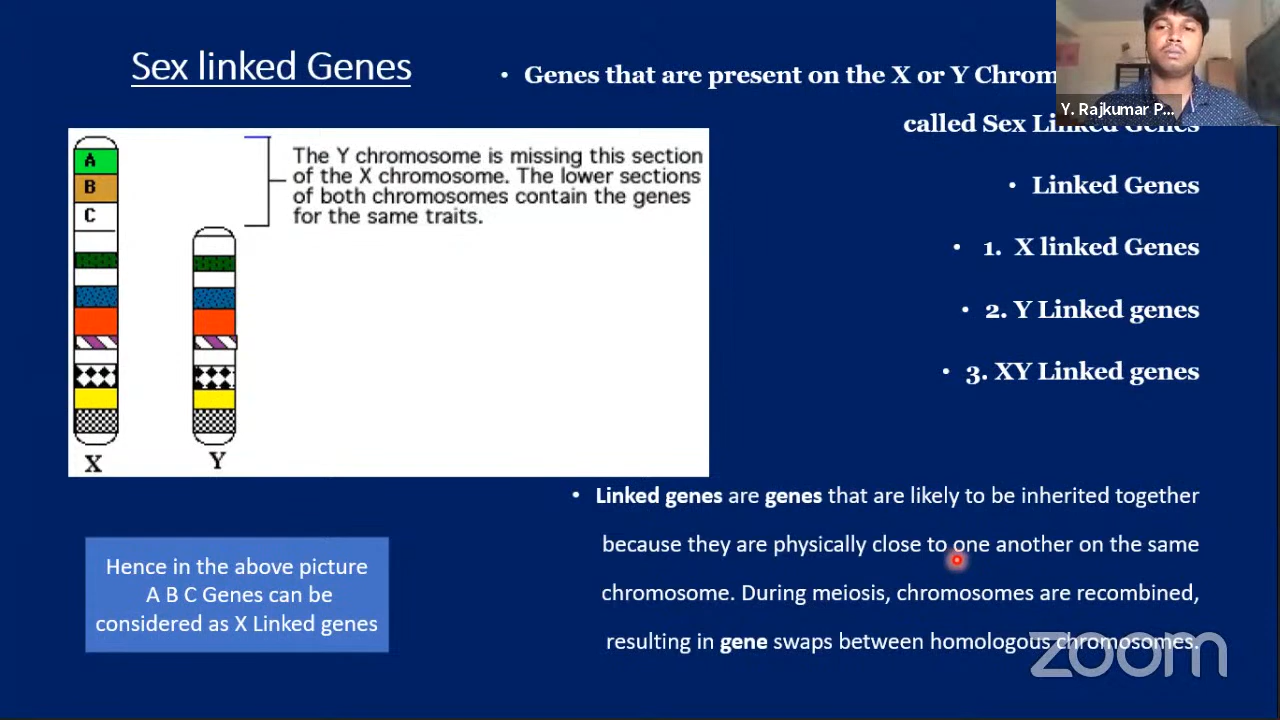 Sex linked Genes
• Genes that are present on the X or Y Chrom
called Sex Linked Genes
Y. Rajkumar P...
A
B
C
The Y chromosome is missing this section
of the X chromosome. The lower sections
of both chromosomes contain the genes
for the same traits.
X
Y
• Linked Genes
• 1. X linked Genes
• 2. Y Linked genes
• 3. XY Linked genes
• Linked genes are genes that are likely to be inherited together
because they are physically close to one another on the same
chromosome. During meiosis, chromosomes are recombined,
resulting in gene swaps between homologous chromosomes.
Hence in the above picture
A B C Genes can be
considered as X Linked genes
zoom